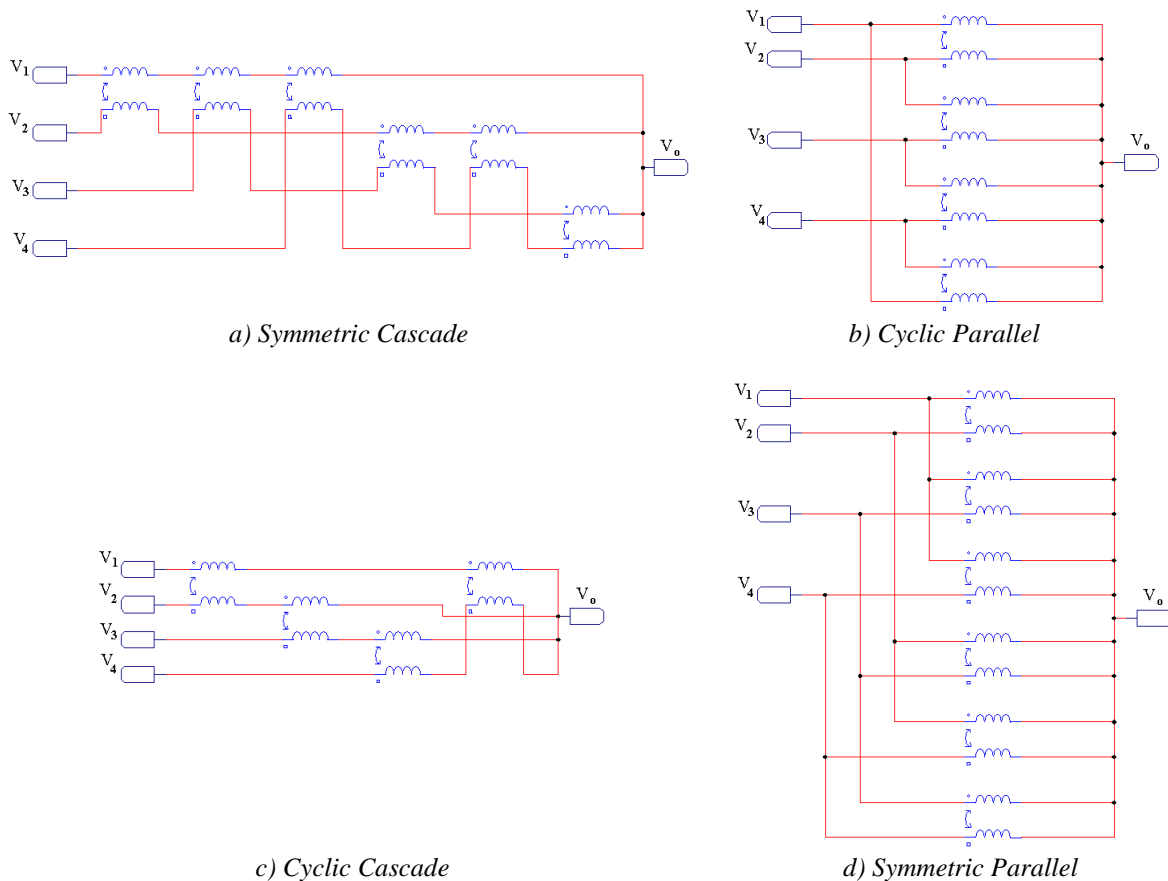 V1
V2
V3
V4
Vo
a) Symmetric Cascade
V1
V2
V3
V4
Vo
b) Cyclic Parallel
V1
V2
V3
V4
Vo
c) Cyclic Cascade
V1
V2
V3
V4
Vo
d) Symmetric Parallel